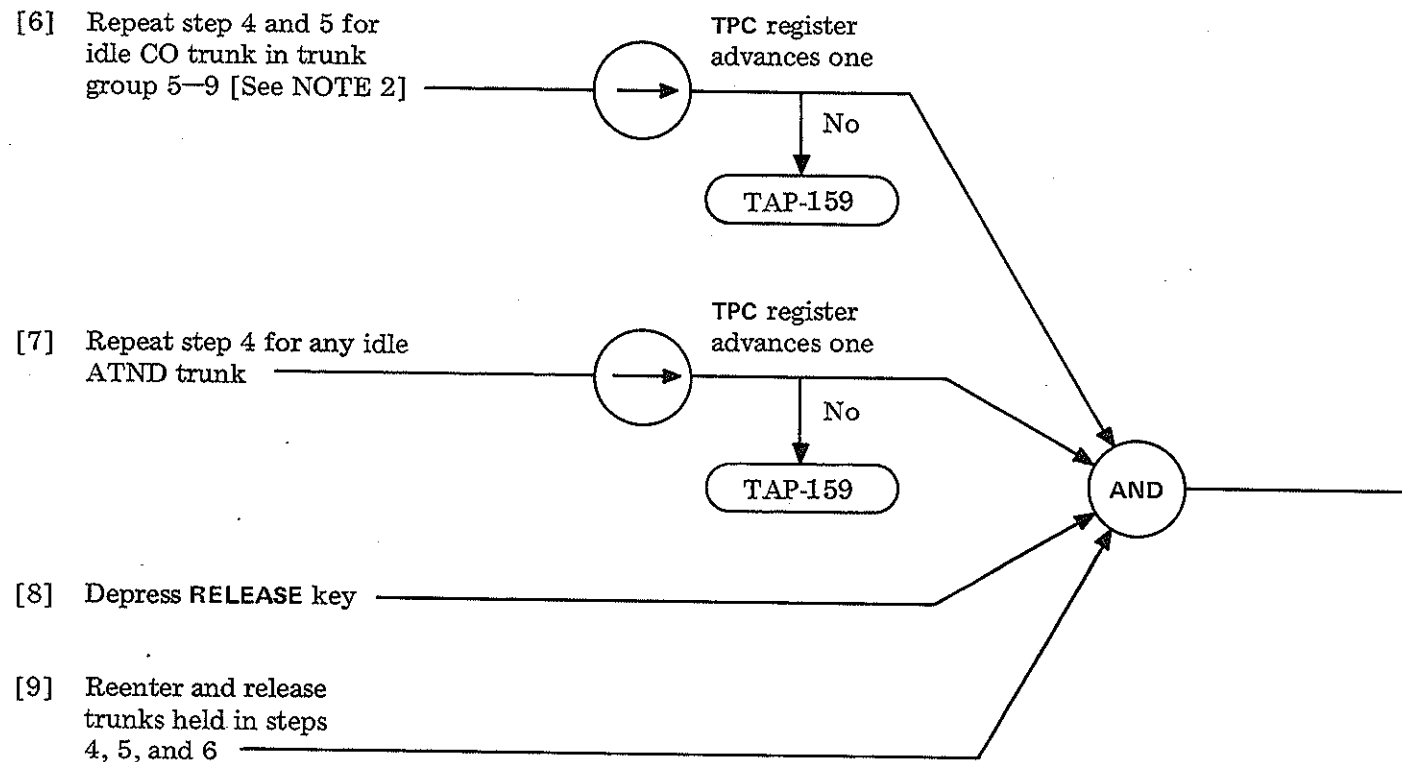 [6] Repeat step 4 and 5 for
idle CO trunk in trunk
group 5—9 [See NOTE 2]
TPC register
advances one
No
TAP-159
[7] Repeat step 4 for any idle
ATND trunk
TPC register
advances one
No
TAP-159
AND
[8] Depress RELEASE key
[9] Reenter and release
trunks held in steps
4, 5, and 6